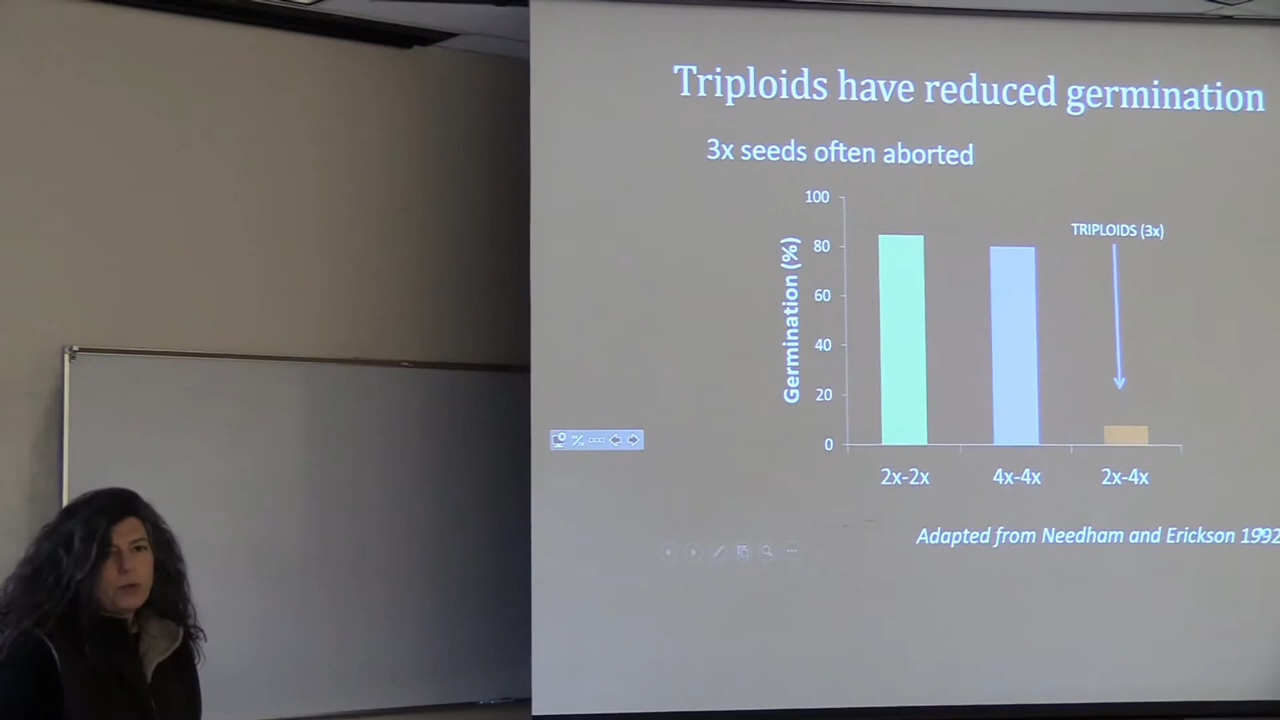 Triploids have reduced germination
3x seeds often aborted
100
80
60
40
20
0
Germination (%)
TRIPLOIDS (3x)
2x-2x
4x-4x
2x-4x
Adapted from Needham and Erickson 1992